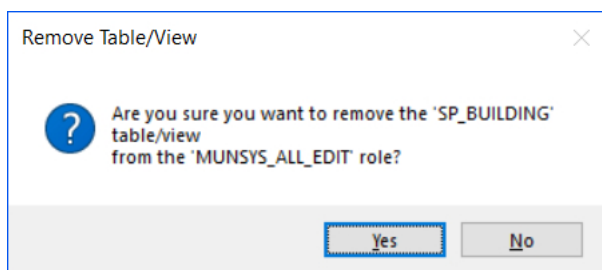 Remove Table/View
Are you sure you want to remove the 'SP_BUILDING'
table/view
from the 'MUNSYS_ALL_EDIT' role?
Yes
No